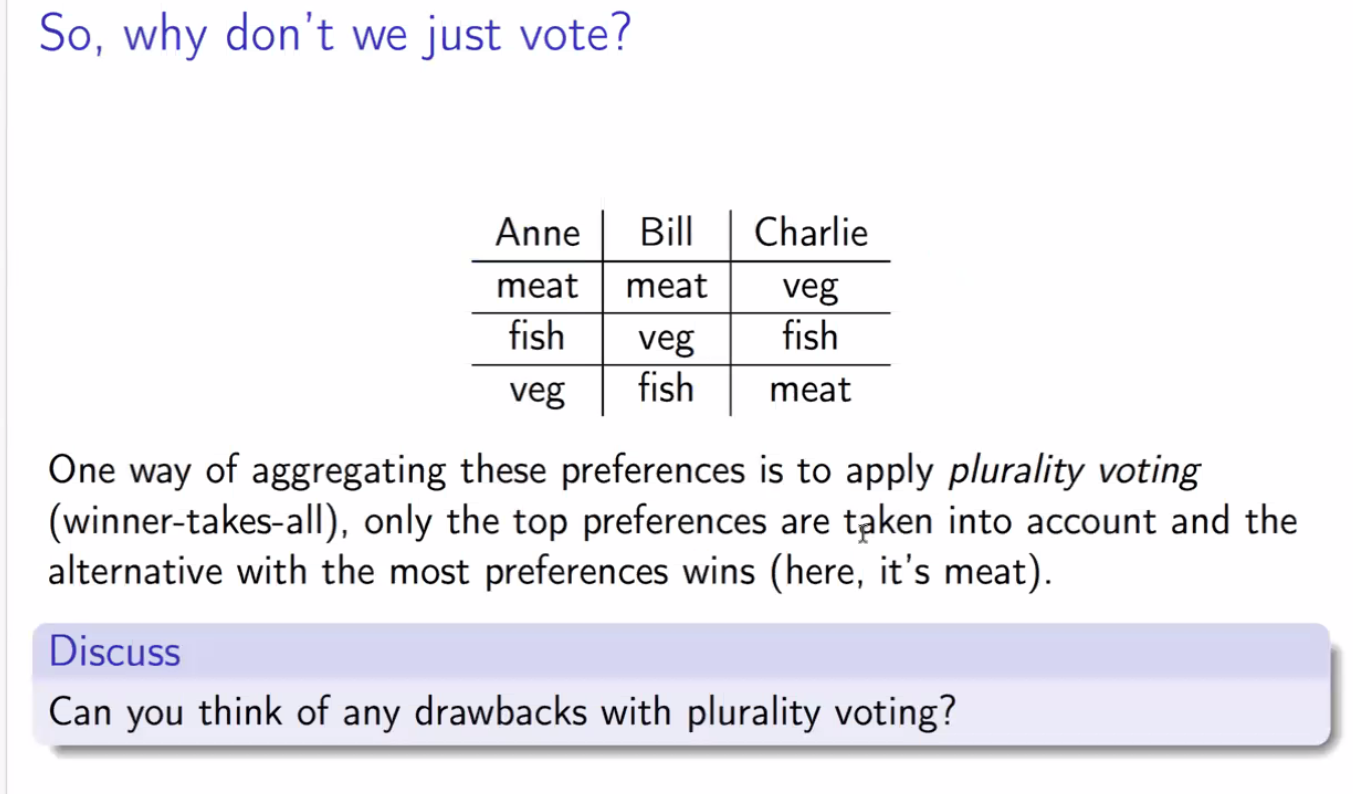 So, why don't we just vote?
Anne Bill Charlie
meat meat veg
fish veg fish
veg fish meat
One way of aggregating these preferences is to apply plurality voting
(winner-takes-all), only the top preferences are taken into account and the
alternative with the most preferences wins (here, it's meat).
Discuss
Can you think of any drawbacks with plurality voting?